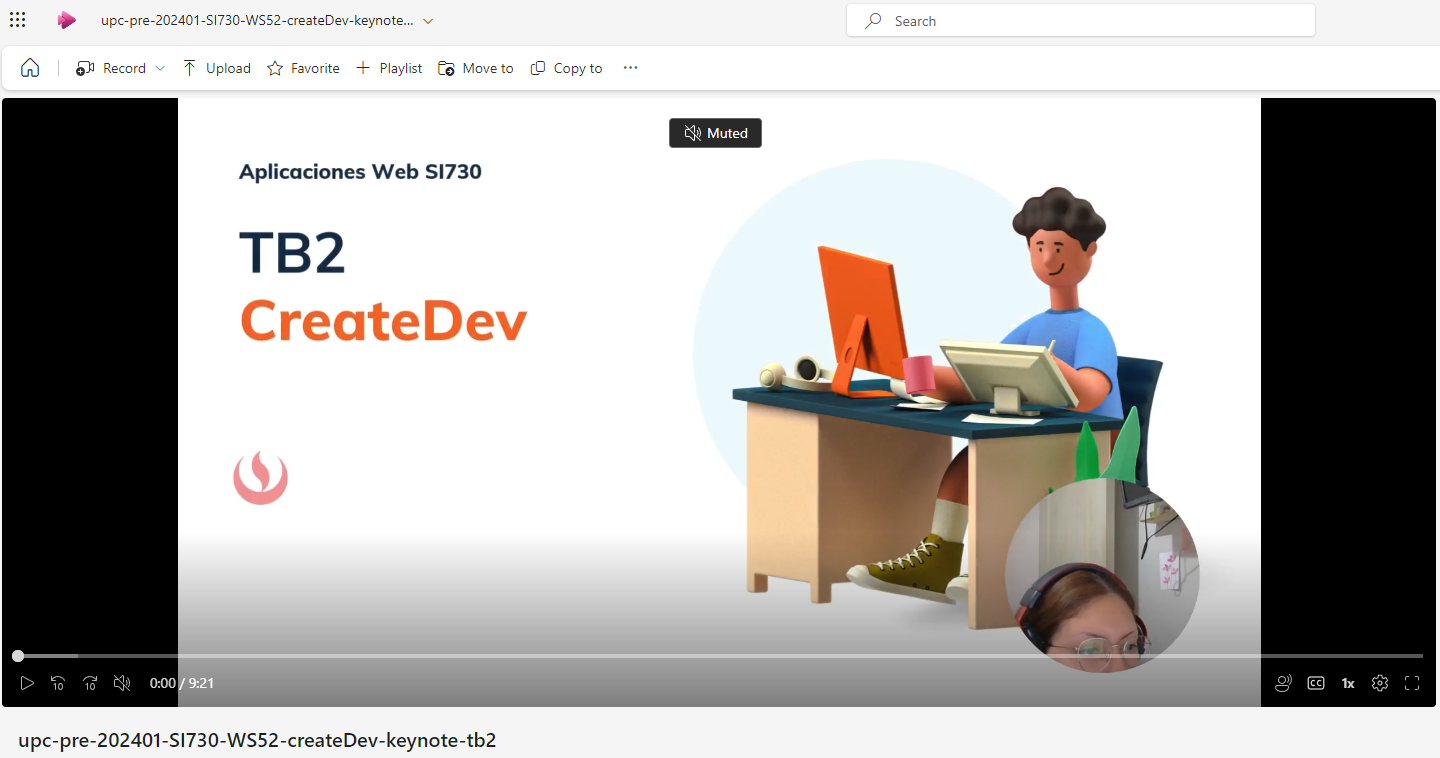 upc-pre-202401-SI730-WS52-createDev-keynote...
Search
Record
Upload
Favorite
Playlist
Move to
Copy to
Muted
Aplicaciones Web SI730
TB2
CreateDev
10
10
0:00 / 9:21
CC
1x
upc-pre-202401-SI730-WS52-createDev-keynote-tb2